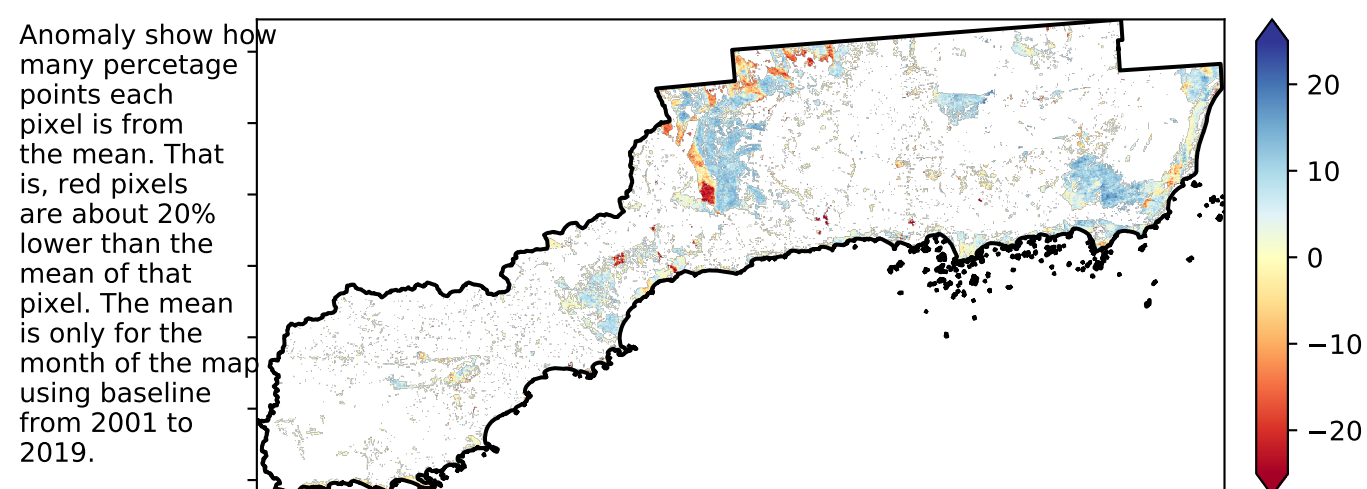 Anomaly show how
many percetage
points each
pixel is from
the mean. That
is, red pixels
are about 20%
lower than the
mean of that
pixel. The mean
is only for the
month of the map
using baseline
from 2001 to
2019.
20
10
0
−10
−20